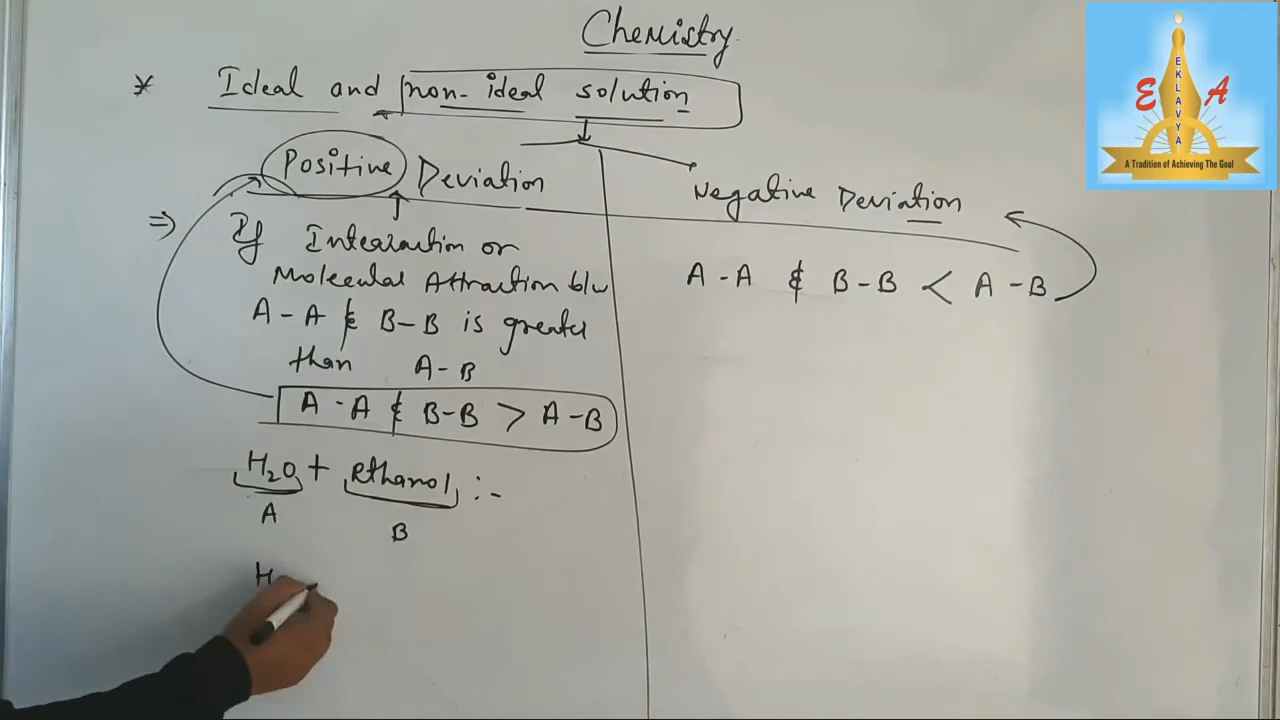 Chemistry
* Ideal and non-ideal solution
Positive Deviation
⇒ If Interaction or
Molecular Attraction b/w
A-A & B-B is greater
than A-B
A-A & B-B > A-B
H₂O + Ethanol :-
A B
H
Negative Deviation
A-A & B-B < A-B
E EKLAVYA A
A Tradition of Achieving The Goal